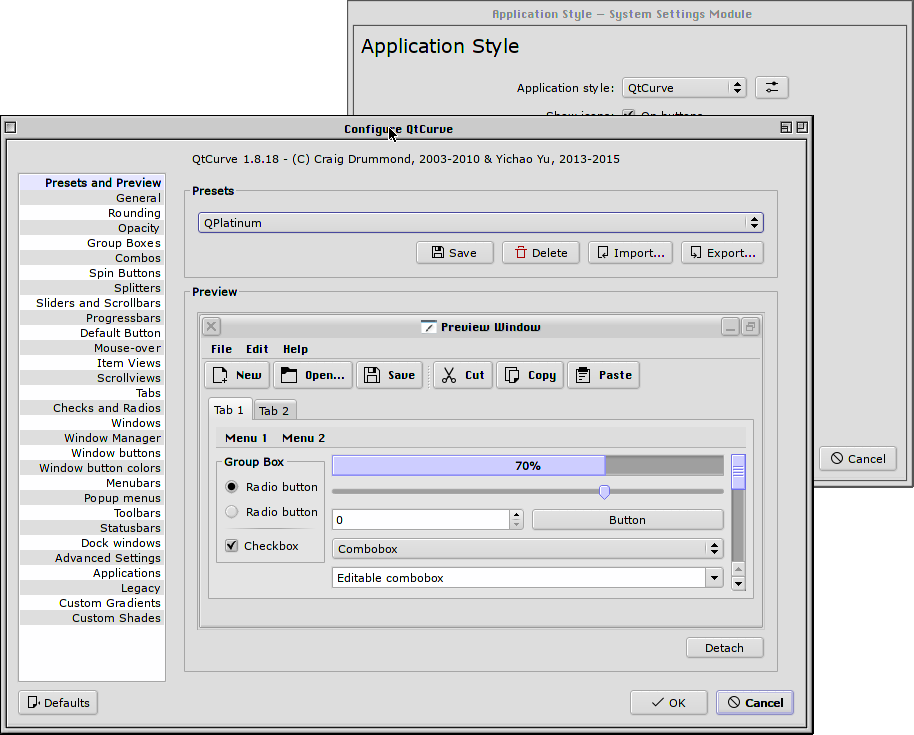 Application Style — System Settings Module
Application Style
Application style: QtCurve
Show icons: On buttons
Configure QtCurve
QtCurve 1.8.18 - (C) Craig Drummond, 2003-2010 & Yichao Yu, 2013-2015
Presets and Preview
General
Rounding
Opacity
Group Boxes
Combos
Spin Buttons
Splitters
Sliders and Scrollbars
Progressbars
Default Button
Mouse-over
Item Views
Scrollviews
Tabs
Checks and Radios
Windows
Window Manager
Window buttons
Window button colors
Menubars
Popup menus
Toolbars
Statusbars
Dock windows
Advanced Settings
Applications
Legacy
Custom Gradients
Custom Shades
Presets
QPlatinum
Save Delete Import... Export...
Preview
Preview Window
File Edit Help
New Open... Save Cut Copy Paste
Tab 1 Tab 2
Menu 1 Menu 2
Group Box
Radio button
Radio button
Checkbox
70%
0 Button
Combobox
Editable combobox
Detach
Defaults OK Cancel
Cancel